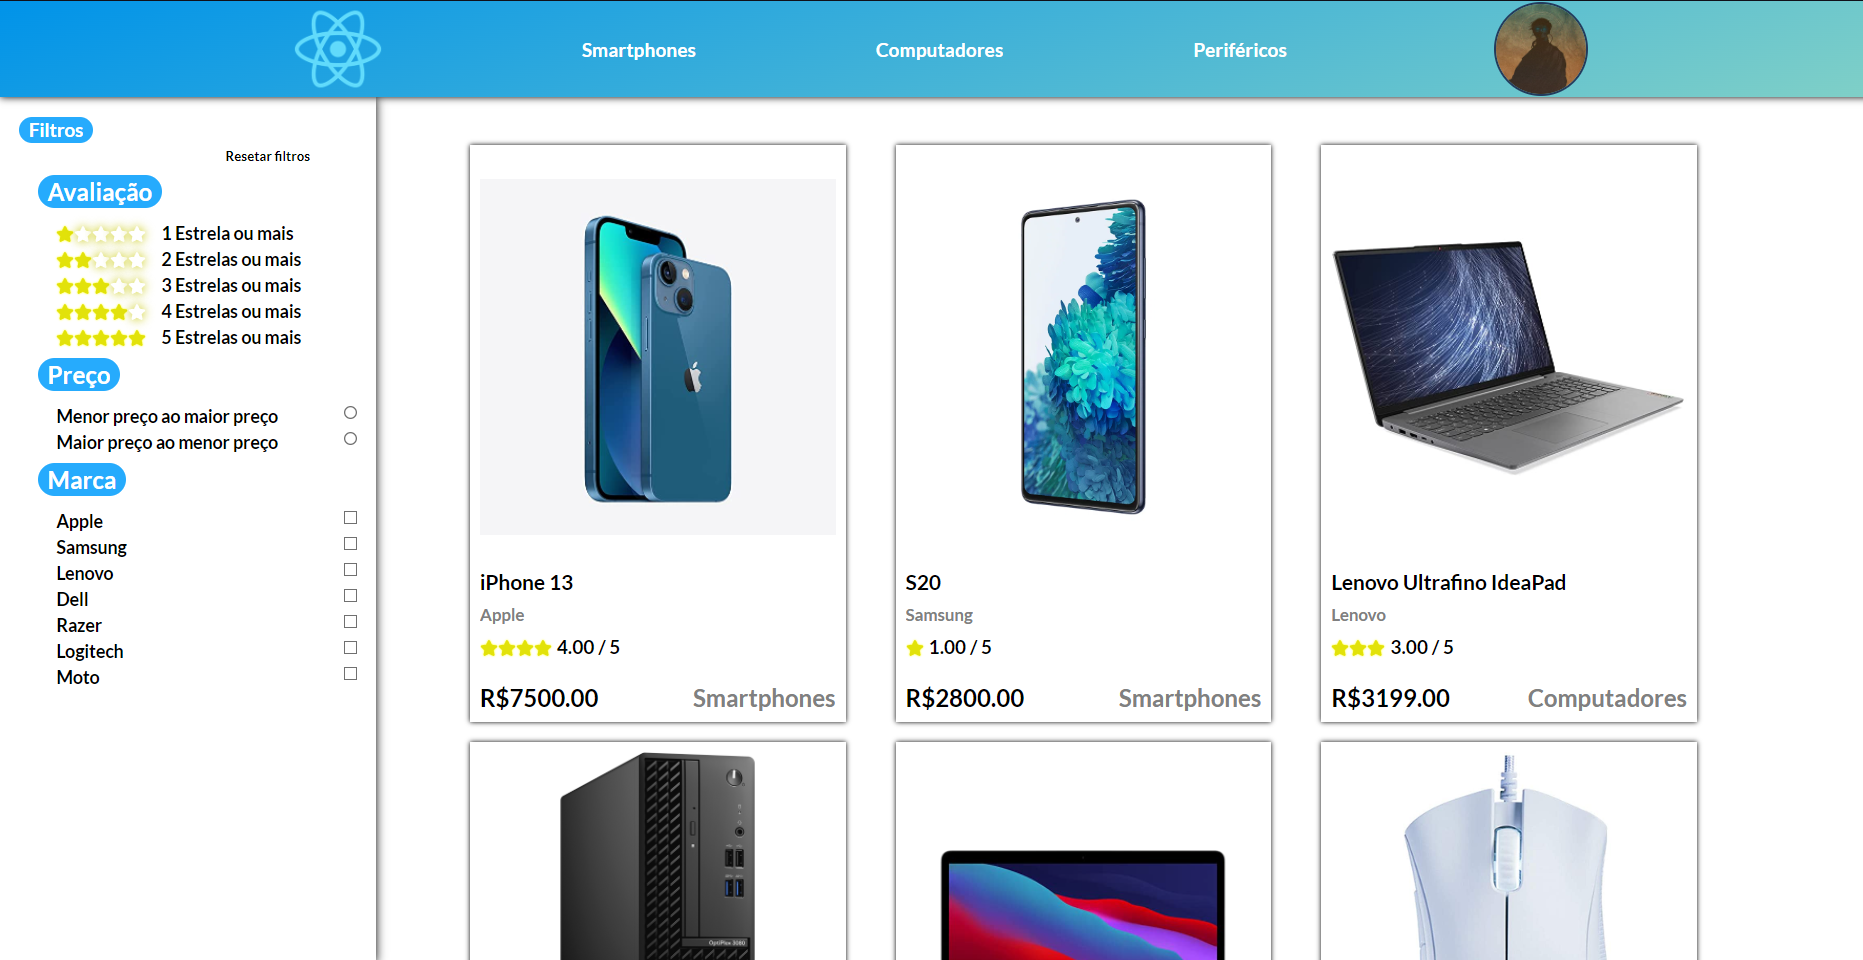 Smartphones
Computadores
Periféricos
Filtros
Resetar filtros
Avaliação
1 Estrela ou mais
2 Estrelas ou mais
3 Estrelas ou mais
4 Estrelas ou mais
5 Estrelas ou mais
Preço
Menor preço ao maior preço
Maior preço ao menor preço
Marca
Apple
Samsung
Lenovo
Dell
Razer
Logitech
Moto
iPhone 13
Apple
4.00 / 5
R$7500.00 Smartphones
S20
Samsung
1.00 / 5
R$2800.00 Smartphones
Lenovo Ultrafino IdeaPad
Lenovo
3.00 / 5
R$3199.00 Computadores
OptiPlex 3080